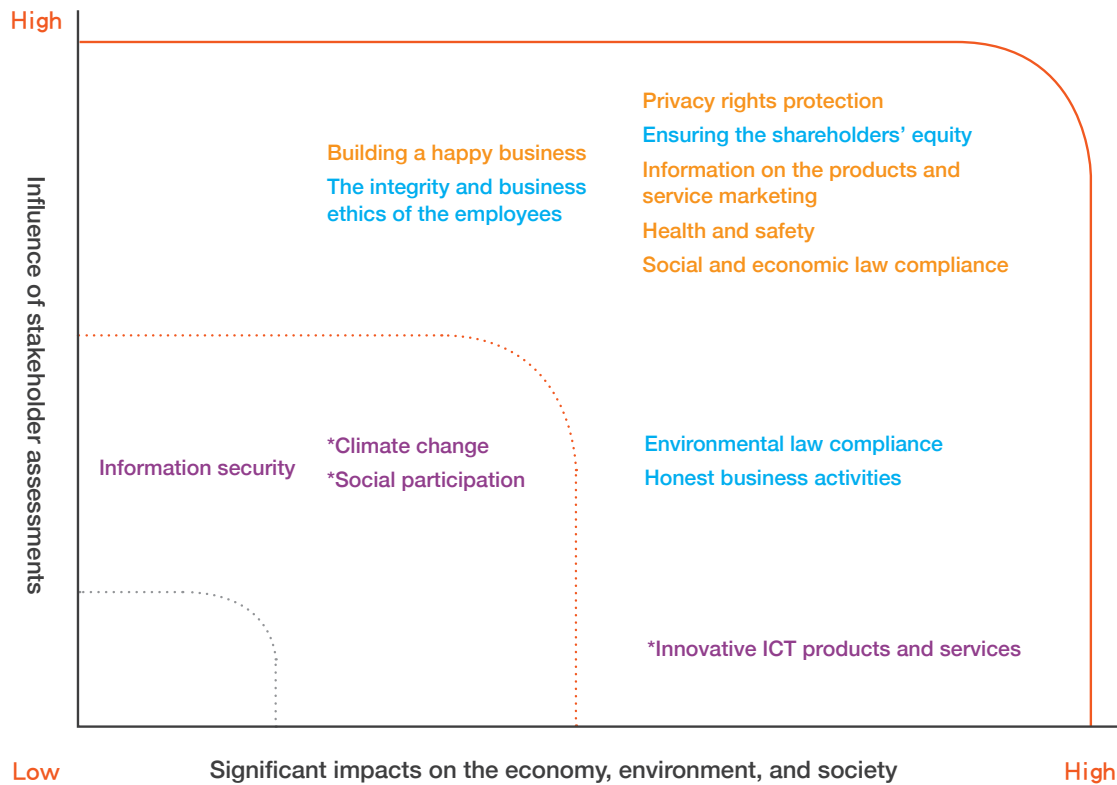 High
Influence of stakeholder assessments
Privacy rights protection
Ensuring the shareholders’ equity
Information on the products and
service marketing
Health and safety
Social and economic law compliance
Building a happy business
The integrity and business
ethics of the employees
Information security
*Climate change
*Social participation
Environmental law compliance
Honest business activities
*Innovative ICT products and services
Low
Significant impacts on the economy, environment, and society
High